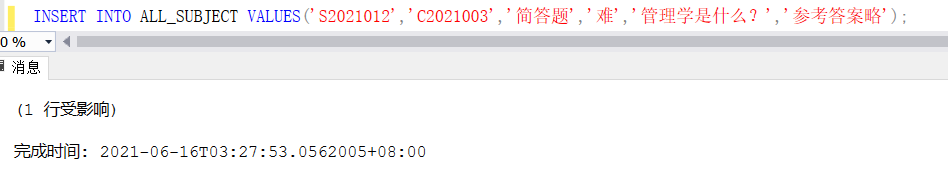 INSERT INTO ALL_SUBJECT VALUES('S2021012','C2021003','简答题','难','管理学是什么？','参考答案略');
0 %
消息
(1 行受影响)
完成时间: 2021-06-16T03:27:53.0562005+08:00